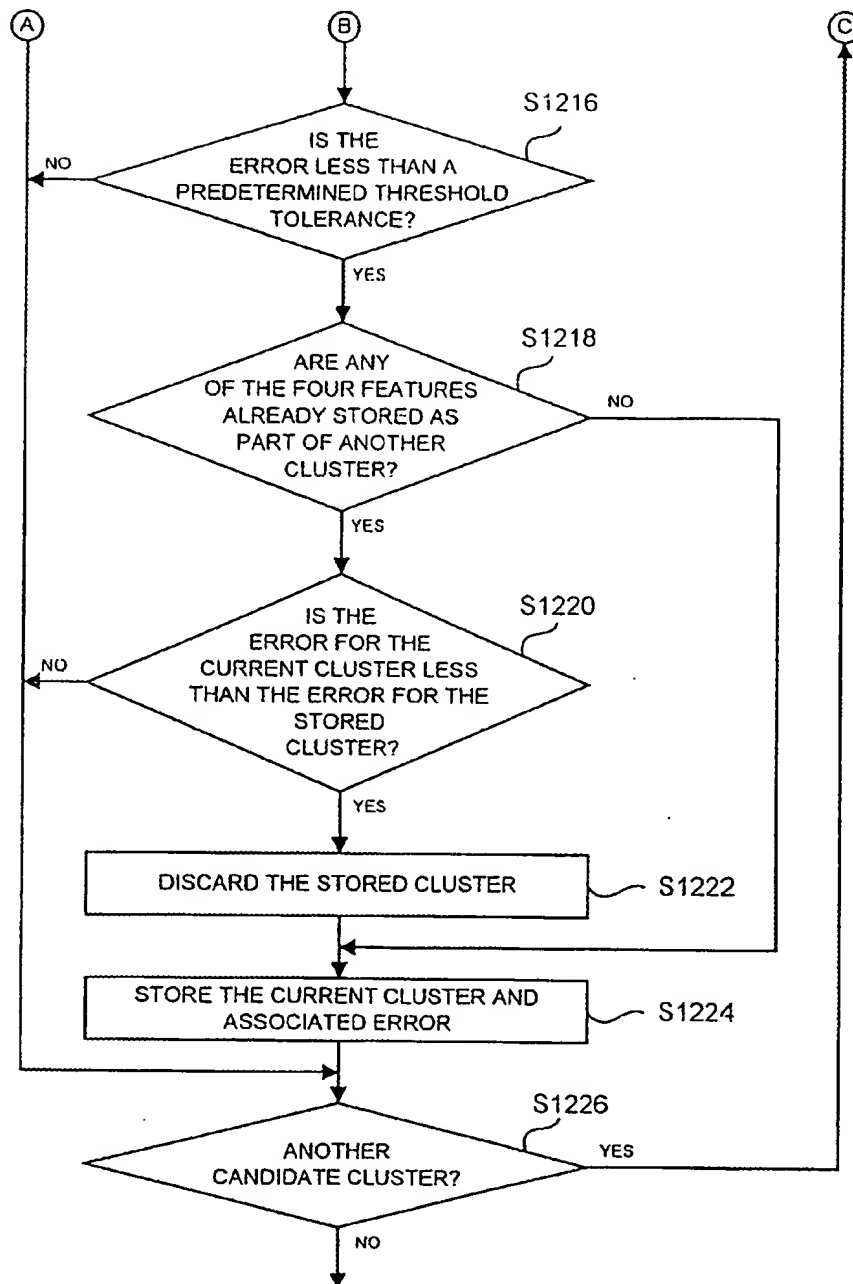 A
B
C
S1216
IS THE
ERROR LESS THAN A
PREDETERMINED THRESHOLD
TOLERANCE?
NO
YES
S1218
ARE ANY
OF THE FOUR FEATURES
ALREADY STORED AS
PART OF ANOTHER
CLUSTER?
NO
YES
S1220
IS THE
ERROR FOR THE
CURRENT CLUSTER LESS
THAN THE ERROR FOR THE
STORED
CLUSTER?
NO
YES
DISCARD THE STORED CLUSTER
S1222
STORE THE CURRENT CLUSTER AND
ASSOCIATED ERROR
S1224
S1226
ANOTHER
CANDIDATE CLUSTER?
YES
NO